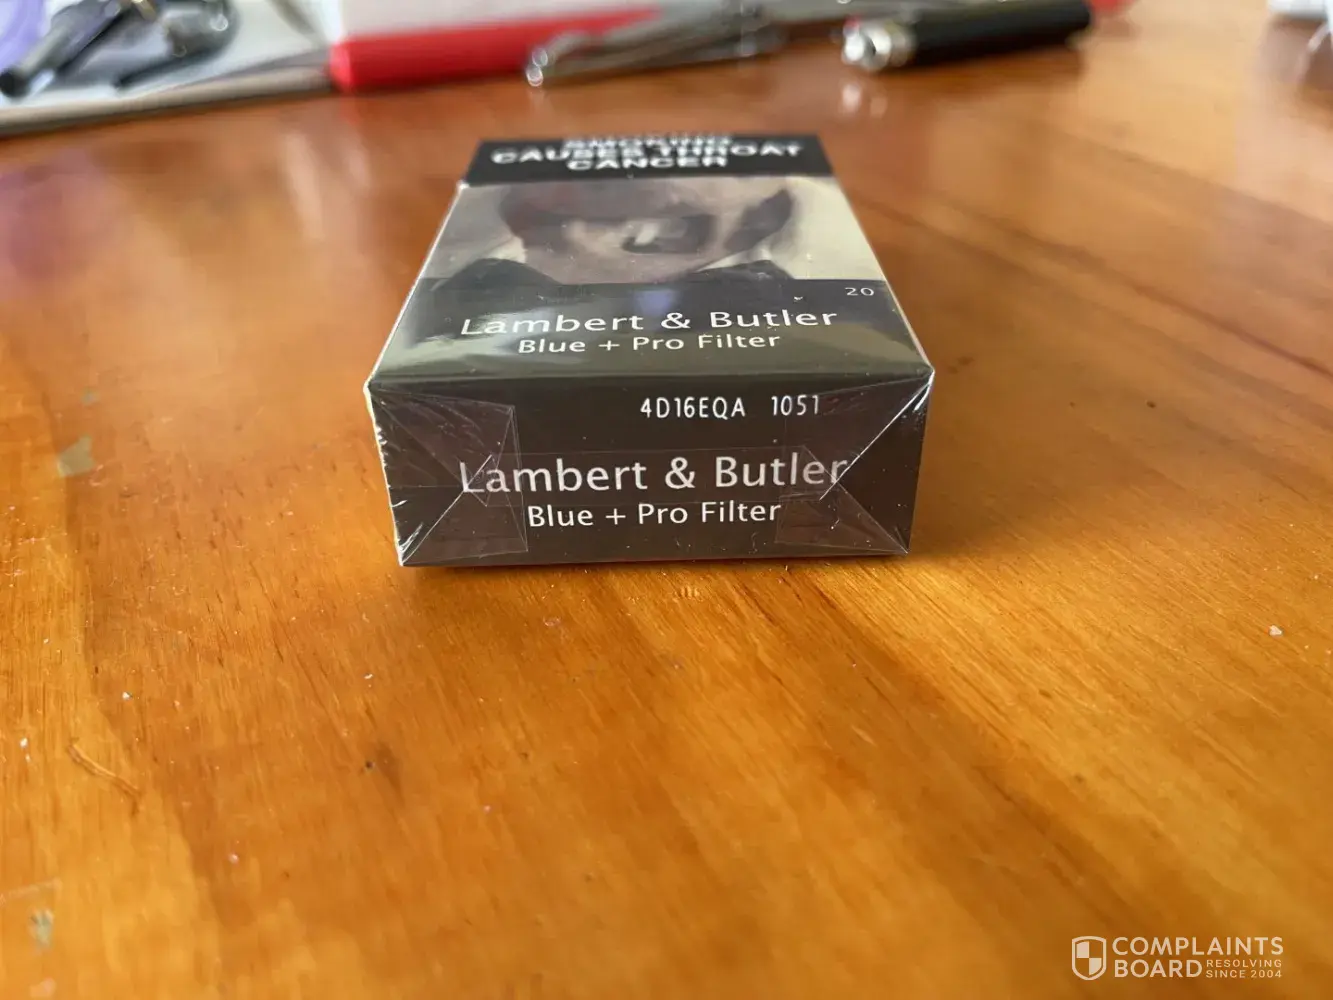 SMOKING
CAUSES THROAT
CANCER
20
Lambert & Butler
Blue + Pro Filter
4D16EQA 1051
Lambert & Butler
Blue + Pro Filter
COMPLAINTS
BOARD RESOLVING
SINCE 2004